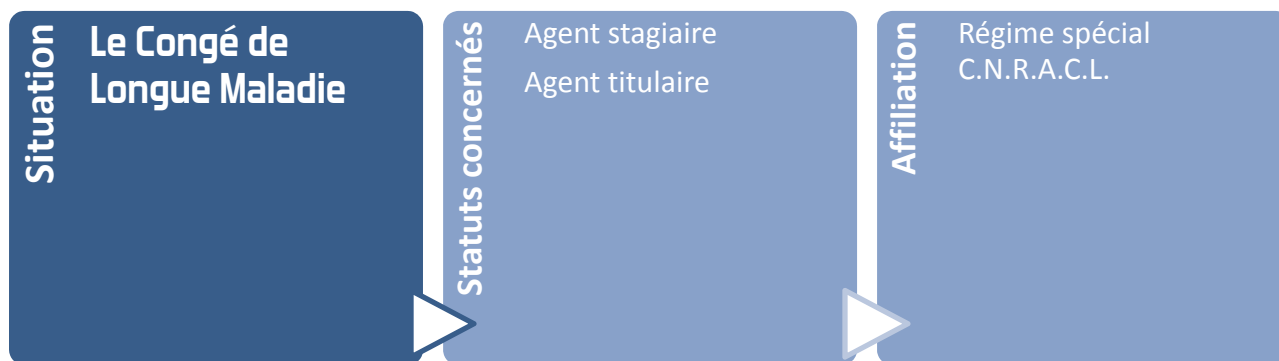 Situation
Le Congé de
Longue Maladie
Statuts concernés
Agent stagiaire
Agent titulaire
Affiliation
Régime spécial
C.N.R.A.C.L.